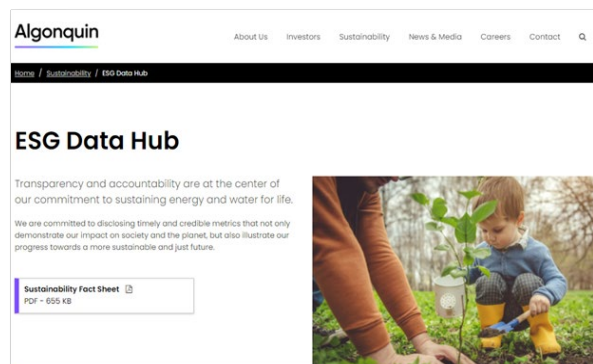 Algonquin
About Us Investors Sustainability News & Media Careers Contact
Home / Sustainability / ESG Data Hub
ESG Data Hub
Transparency and accountability are at the center of
our commitment to sustaining energy and water for life.
We are committed to disclosing timely and credible metrics that not only
demonstrate our impact on society and the planet, but also illustrate our
progress towards a more sustainable and just future.
Sustainability Fact Sheet
PDF - 655 KB